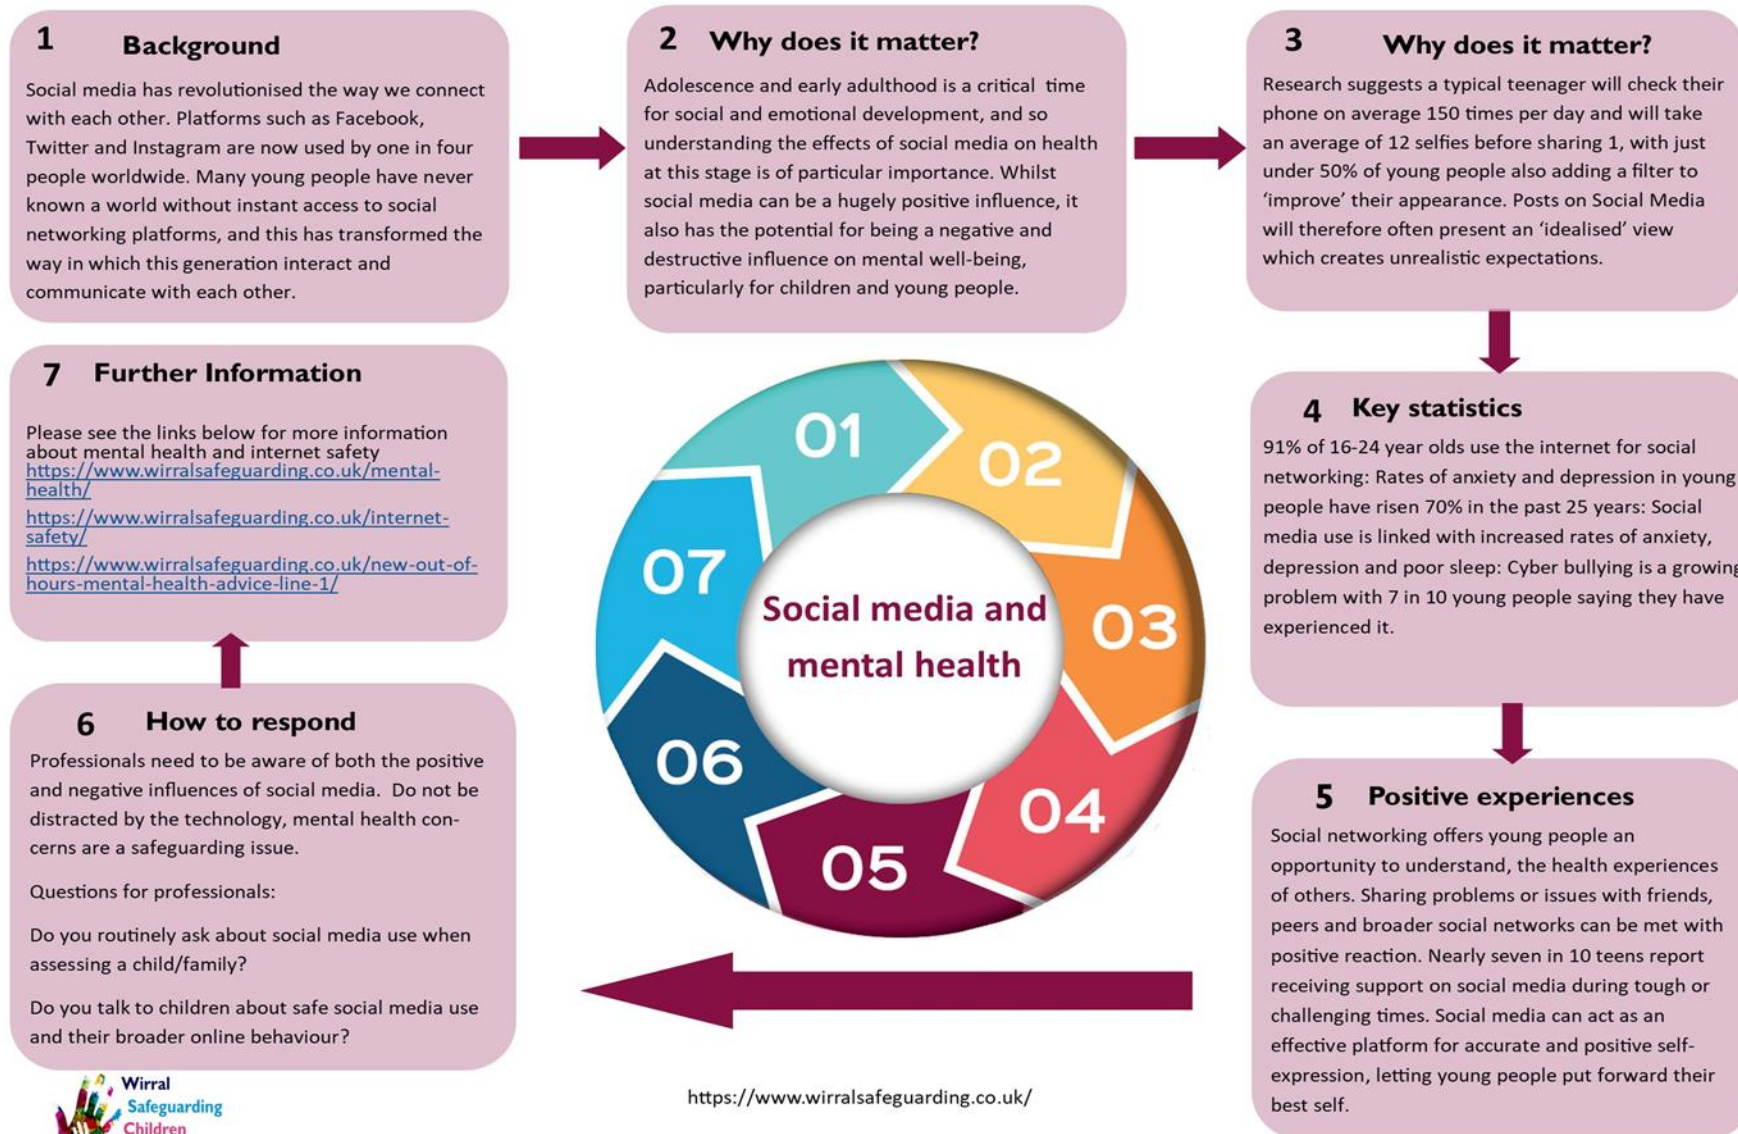 1 Background
Social media has revolutionised the way we connect
with each other. Platforms such as Facebook,
Twitter and Instagram are now used by one in four
people worldwide. Many young people have never
known a world without instant access to social
networking platforms, and this has transformed the
way in which this generation interact and
communicate with each other.
2 Why does it matter?
Adolescence and early adulthood is a critical time
for social and emotional development, and so
understanding the effects of social media on health
at this stage is of particular importance. Whilst
social media can be a hugely positive influence, it
also has the potential for being a negative and
destructive influence on mental well-being,
particularly for children and young people.
3 Why does it matter?
Research suggests a typical teenager will check their
phone on average 150 times per day and will take
an average of 12 selfies before sharing 1, with just
under 50% of young people also adding a filter to
‘improve’ their appearance. Posts on Social Media
will therefore often present an ‘idealised’ view
which creates unrealistic expectations.
4 Key statistics
91% of 16-24 year olds use the internet for social
networking: Rates of anxiety and depression in young
people have risen 70% in the past 25 years: Social
media use is linked with increased rates of anxiety,
depression and poor sleep: Cyber bullying is a growing
problem with 7 in 10 young people saying they have
experienced it.
5 Positive experiences
Social networking offers young people an
opportunity to understand, the health experiences
of others. Sharing problems or issues with friends,
peers and broader social networks can be met with
positive reaction. Nearly seven in 10 teens report
receiving support on social media during tough or
challenging times. Social media can act as an
effective platform for accurate and positive self-
expression, letting young people put forward their
best self.
6 How to respond
Professionals need to be aware of both the positive
and negative influences of social media. Do not be
distracted by the technology, mental health con-
cerns are a safeguarding issue.
Questions for professionals:
Do you routinely ask about social media use when
assessing a child/family?
Do you talk to children about safe social media use
and their broader online behaviour?
7 Further Information
Please see the links below for more information
about mental health and internet safety
https://www.wirralsafeguarding.co.uk/mental-
health/
https://www.wirralsafeguarding.co.uk/internet-
safety/
https://www.wirralsafeguarding.co.uk/new-out-of-
hours-mental-health-advice-line-1/
01
02
03
04
05
06
07
Social media and
mental health
Wirral
Safeguarding
Children
https://www.wirralsafeguarding.co.uk/